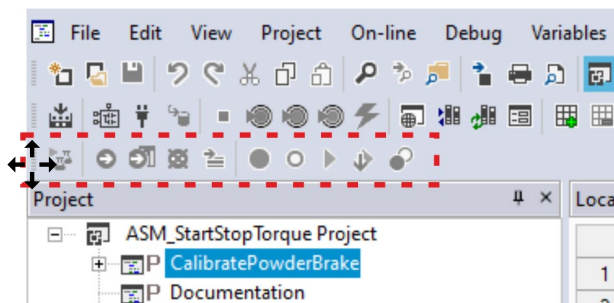 File Edit View Project On-line Debug Variables
Project
Loca
ASM_StartStopTorque Project
P CalibratePowderBrake
1
P Documentation